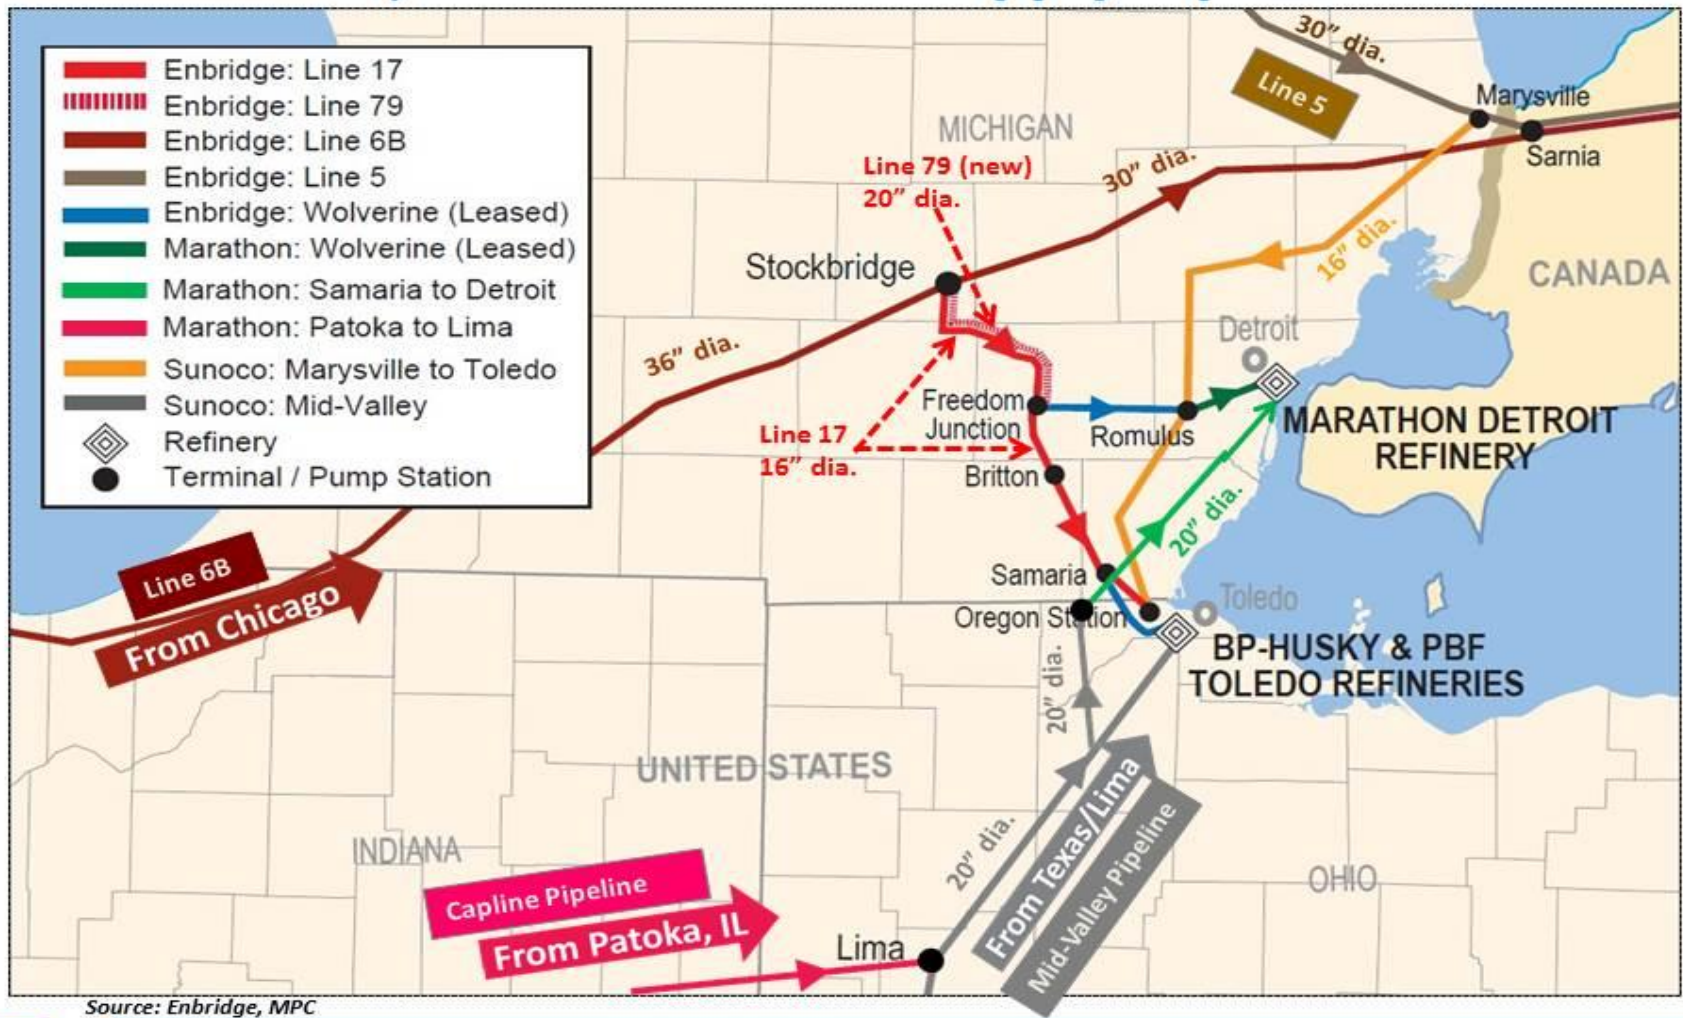 Enbridge: Line 17
Enbridge: Line 79
Enbridge: Line 6B
Enbridge: Line 5
Enbridge: Wolverine (Leased)
Marathon: Wolverine (Leased)
Marathon: Samaria to Detroit
Marathon: Patoka to Lima
Sunoco: Marysville to Toledo
Sunoco: Mid-Valley
Refinery
Terminal / Pump Station
30” dia.
Line 5
Marysville
Sarnia
MICHIGAN
Line 79 (new)
20” dia.
30” dia.
16” dia.
CANADA
Stockbridge
36” dia.
Detroit
Freedom
Junction
Romulus
MARATHON DETROIT
REFINERY
Line 17
16” dia.
Britton
20” dia.
Samaria
Oregon Station
Toledo
BP-HUSKY & PBF
TOLEDO REFINERIES
Line 6B
From Chicago
20” dia.
UNITED STATES
INDIANA
OHIO
20” dia.
From Texas/Lima
Mid-Valley Pipeline
Capline Pipeline
From Patoka, IL
Lima
Source: Enbridge, MPC